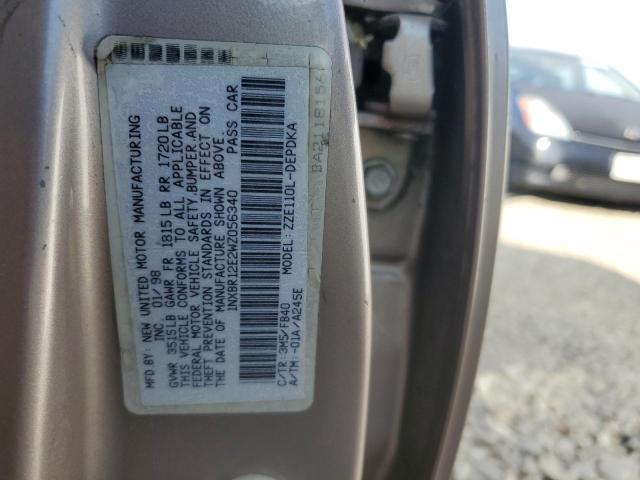 MFD.BY: NEW UNITED MOTOR MANUFACTURING
INC 01/98
GVWR 3515LB GAWR FR 1815LB RR 1720LB
THIS VEHICLE CONFORMS TO ALL APPLICABLE
FEDERAL MOTOR VEHICLE SAFETY,BUMPER,AND
THEFT PREVENTION STANDARDS IN EFFECT ON
THE DATE OF MANUFACTURE SHOWN ABOVE.
1NXBR12E2WZ056340 PASS CAR
C/TR: 3M5/FB40 MODEL: ZZE110L-DEPDKA
A/TM: -01A/A245E
BA2118154